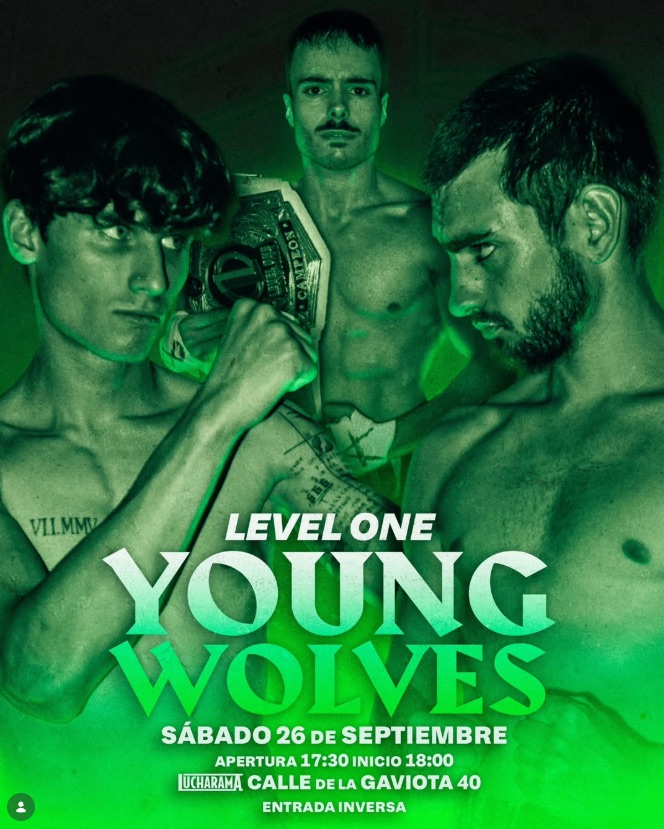 CAMPEÓN
VII.MMV
LEVEL ONE
YOUNG
WOLVES
SÁBADO 26 DE SEPTIEMBRE
APERTURA 17:30 INICIO 18:00
LUCHARAMA CALLE DE LA GAVIOTA 40
ENTRADA INVERSA